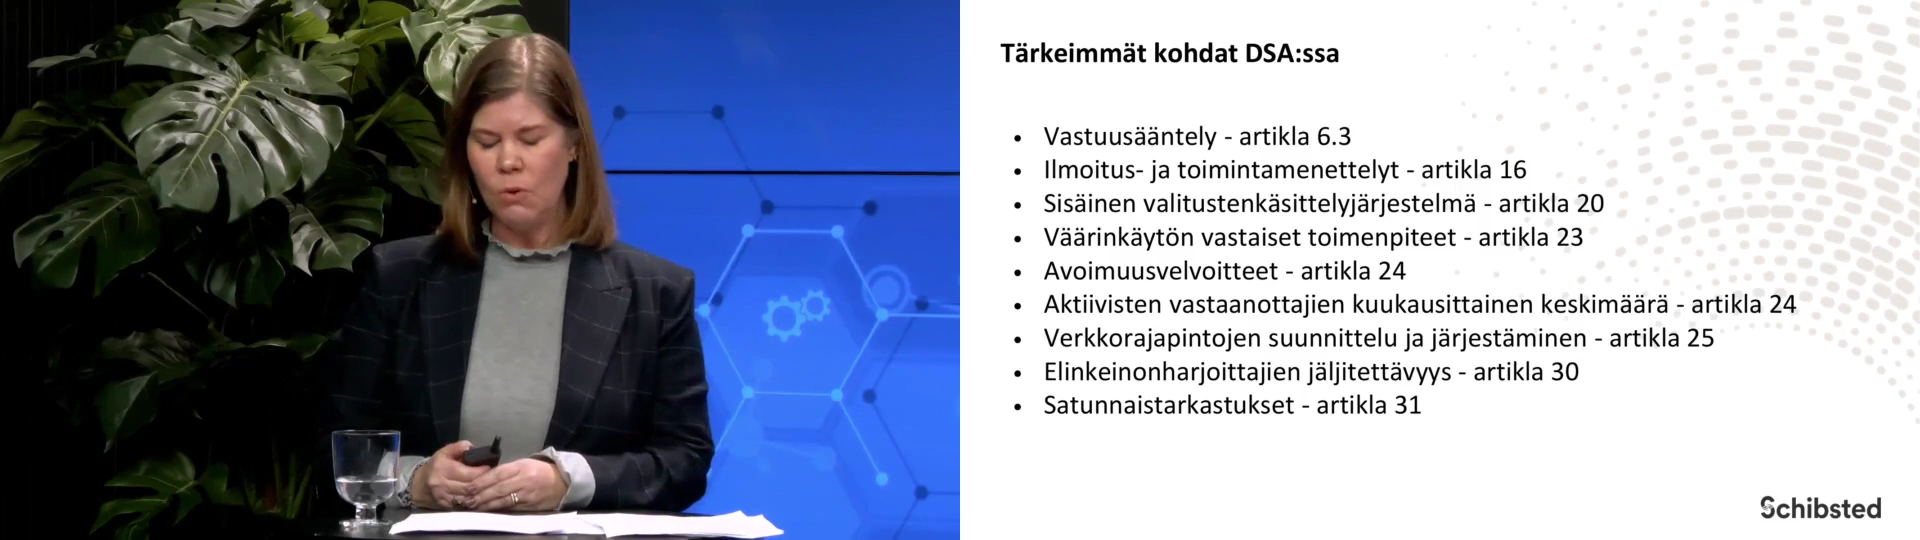 Tärkeimmät kohdat DSA:ssa
• Vastuusääntely - artikla 6.3
• Ilmoitus- ja toimintamenettelyt - artikla 16
• Sisäinen valitustenkäsittelyjärjestelmä - artikla 20
• Väärinkäytön vastaiset toimenpiteet - artikla 23
• Avoimuusvelvoitteet - artikla 24
• Aktiivisten vastaanottajien kuukausittainen keskimäärä - artikla 24
• Verkkorajapintojen suunnittelu ja järjestäminen - artikla 25
• Elinkeinonharjoittajien jäljitettävyys - artikla 30
• Satunnaistarkastukset - artikla 31
Schibsted